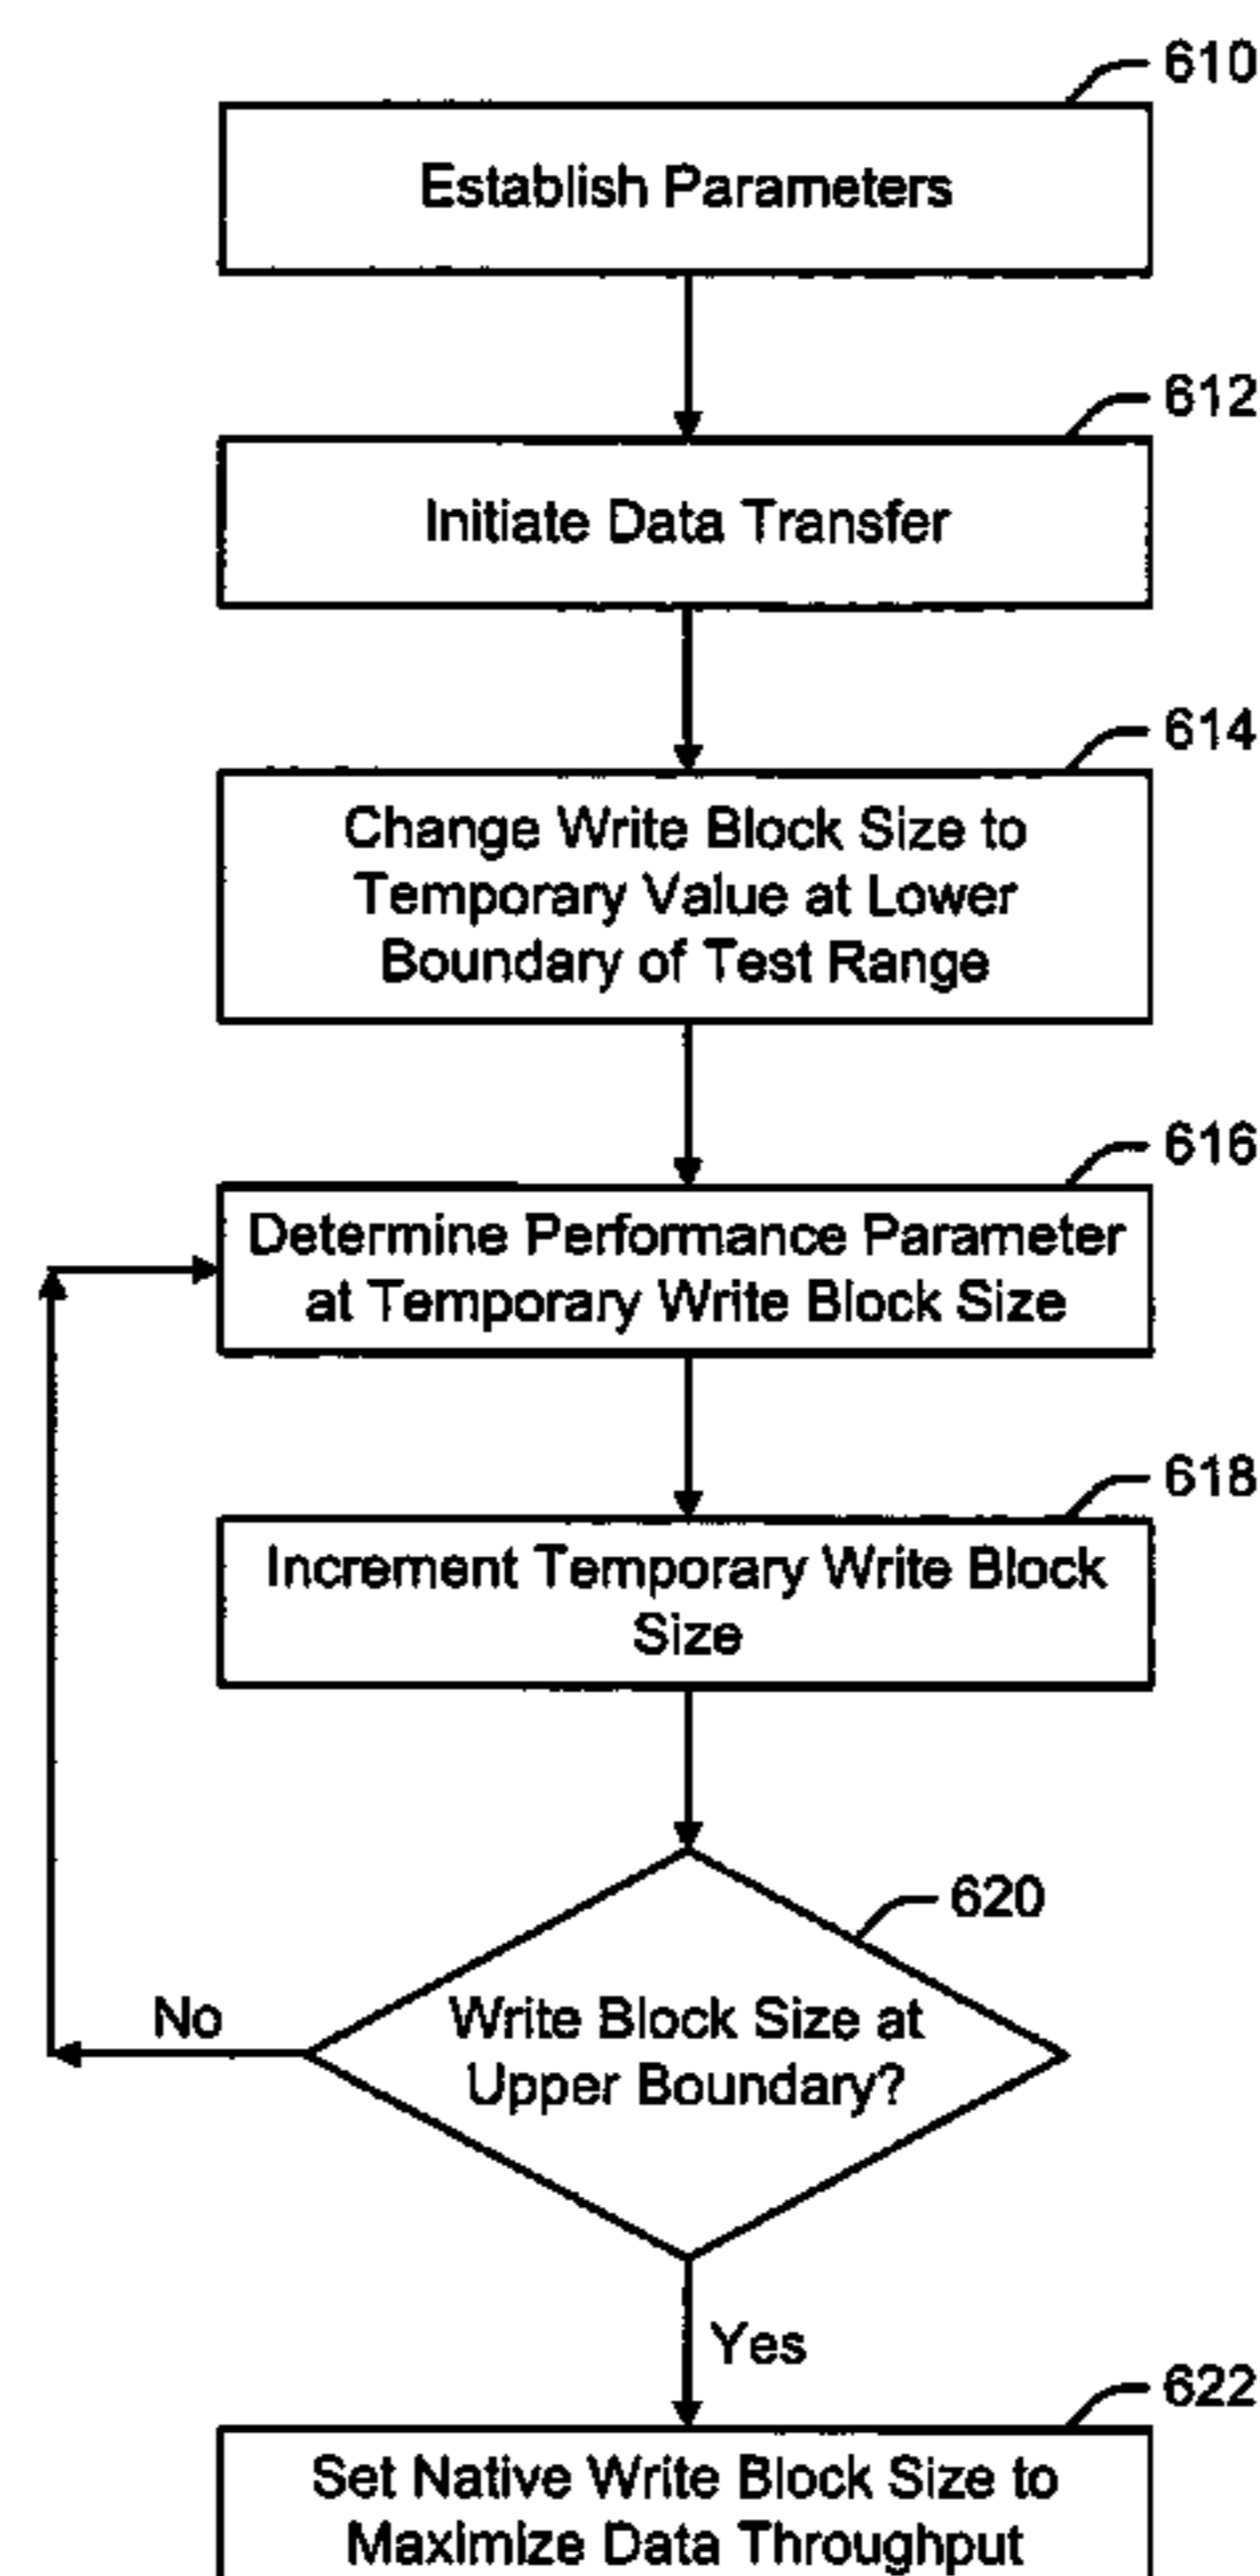 610
Establish Parameters
612
Initiate Data Transfer
614
Change Write Block Size to
Temporary Value at Lower
Boundary of Test Range
616
Determine Performance Parameter
at Temporary Write Block Size
618
Increment Temporary Write Block
Size
620
Write Block Size at
Upper Boundary?
No
Yes
622
Set Native Write Block Size to
Maximize Data Throughput